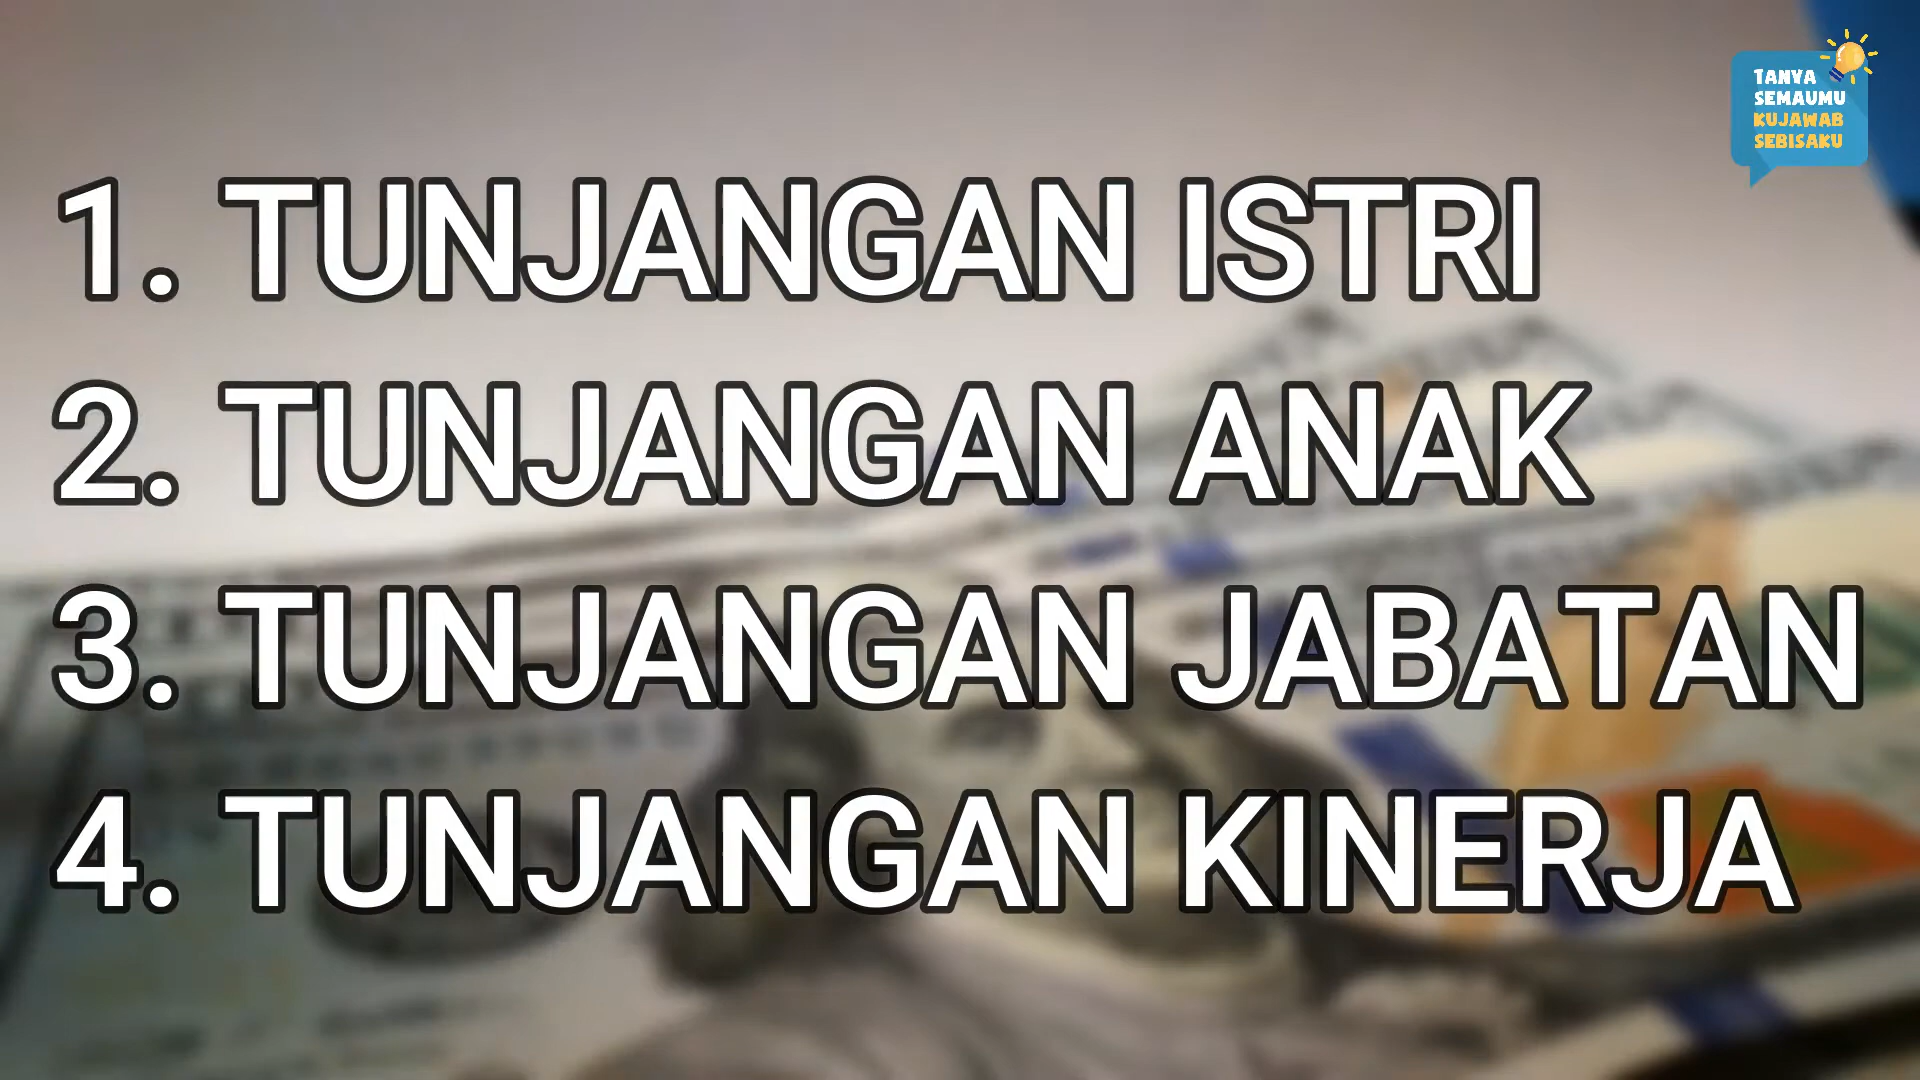 TANYA
SEMAUMU
KUJAWAB
SEBISAKU
1. TUNJANGAN ISTRI
2. TUNJANGAN ANAK
3. TUNJANGAN JABATAN
4. TUNJANGAN KINERJA